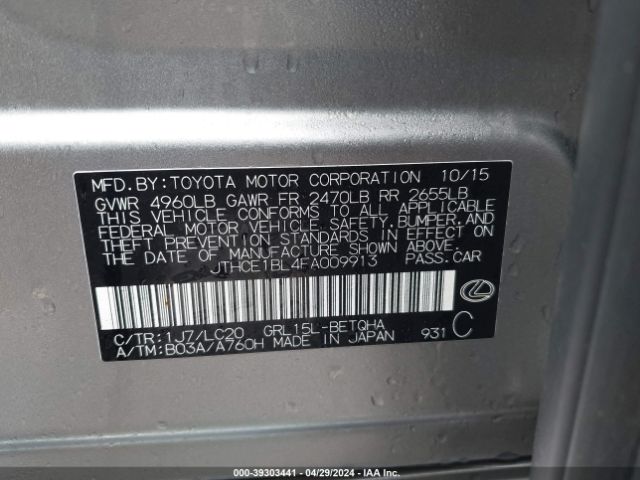 MFD. BY: TOYOTA MOTOR CORPORATION 10/15
GVWR 4960LB GAWR FR 2470LB RR 2655LB
THIS VEHICLE CONFORMS TO ALL APPLICABLE
FEDERAL MOTOR VEHICLE SAFETY, BUMPER, AND
THEFT PREVENTION STANDARDS IN EFFECT ON
THE DATE OF MANUFACTURE SHOWN ABOVE.
JTHCE1BL4FA009913 PASS. CAR
C/TR: 1J7/LC20 GRL15L-BETQHA
A/TM: B03A/A760H MADE IN JAPAN 931 C
000-39303441 - 04/29/2024 - IAA Inc.